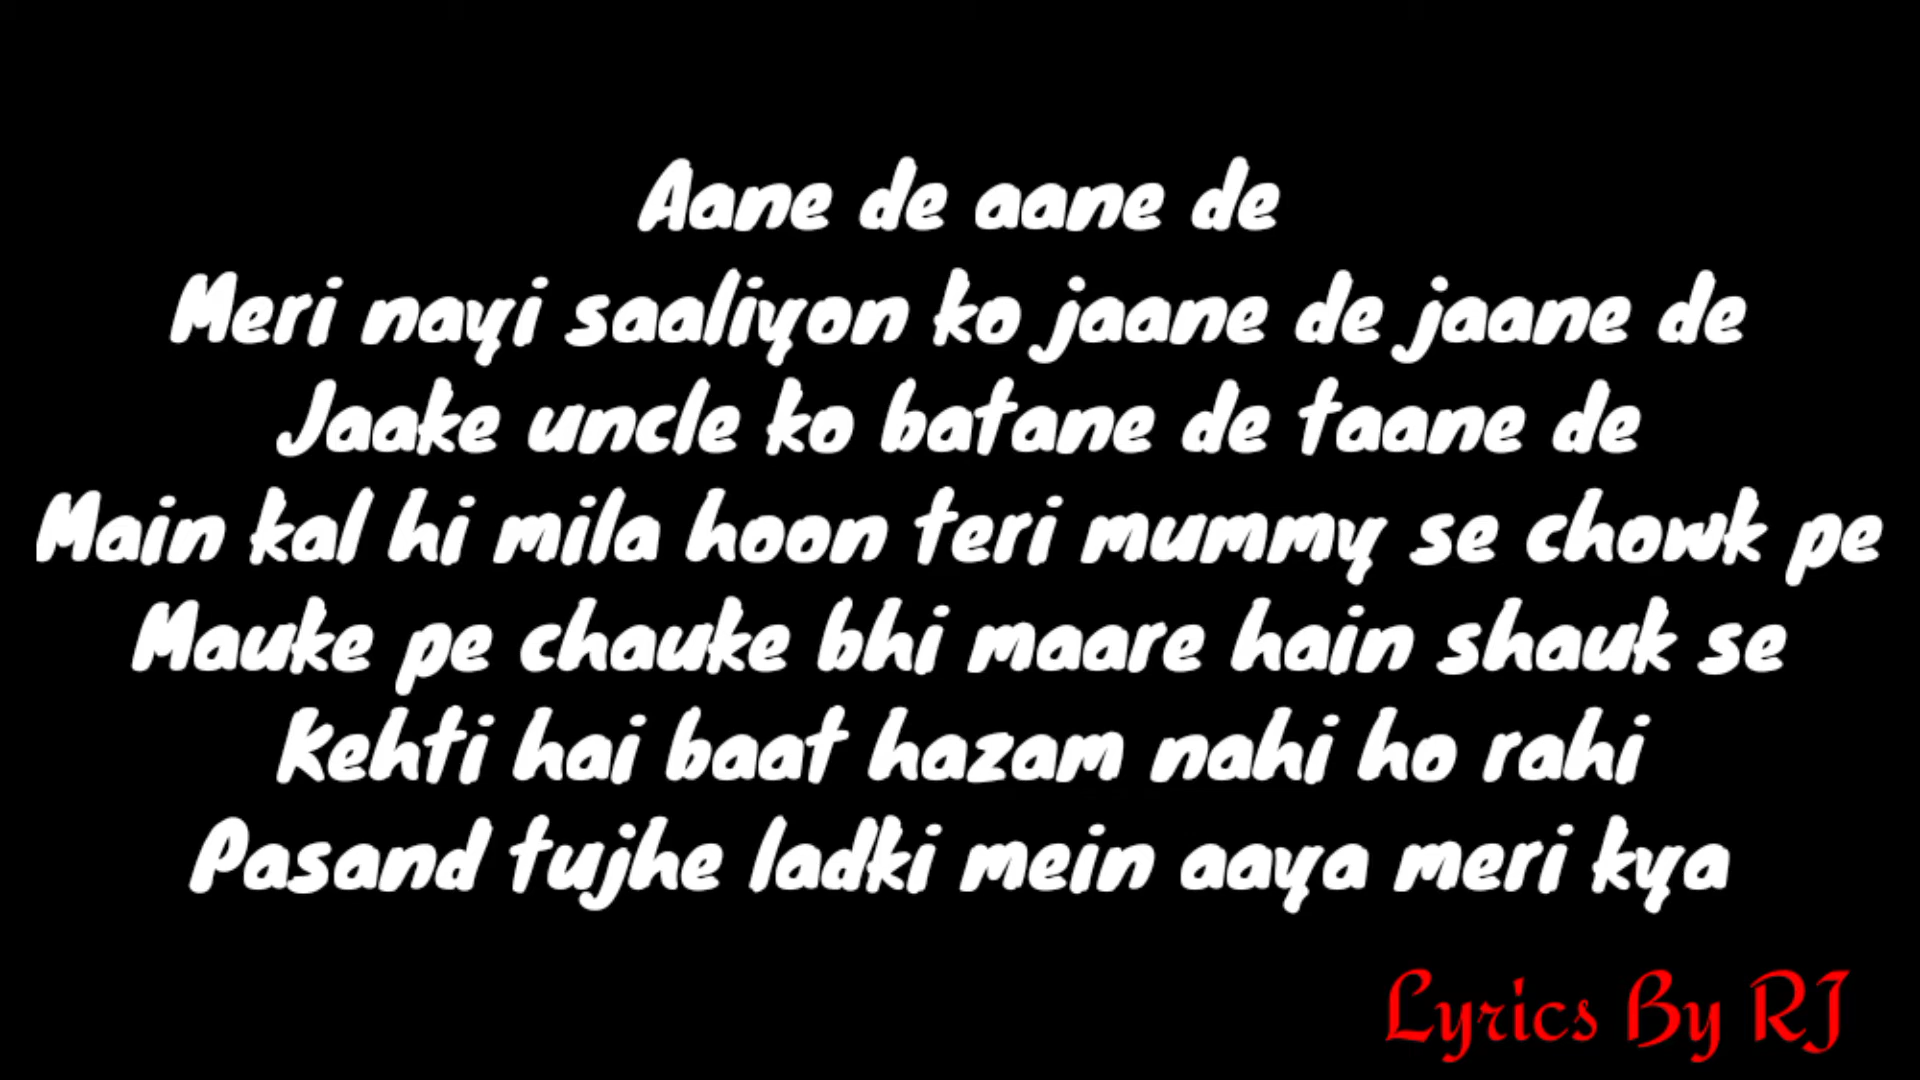 Aane de aane de
Meri nayi saaliyon ko jaane de jaane de
Jaake uncle ko batane de taane de
Main kal hi mila hoon teri mummy se chowk pe
Mauke pe chauke bhi maare hain shauk se
Kehti hai baat hazam nahi ho rahi
Pasand tujhe ladki mein aaya meri kya
Lyrics By RJ